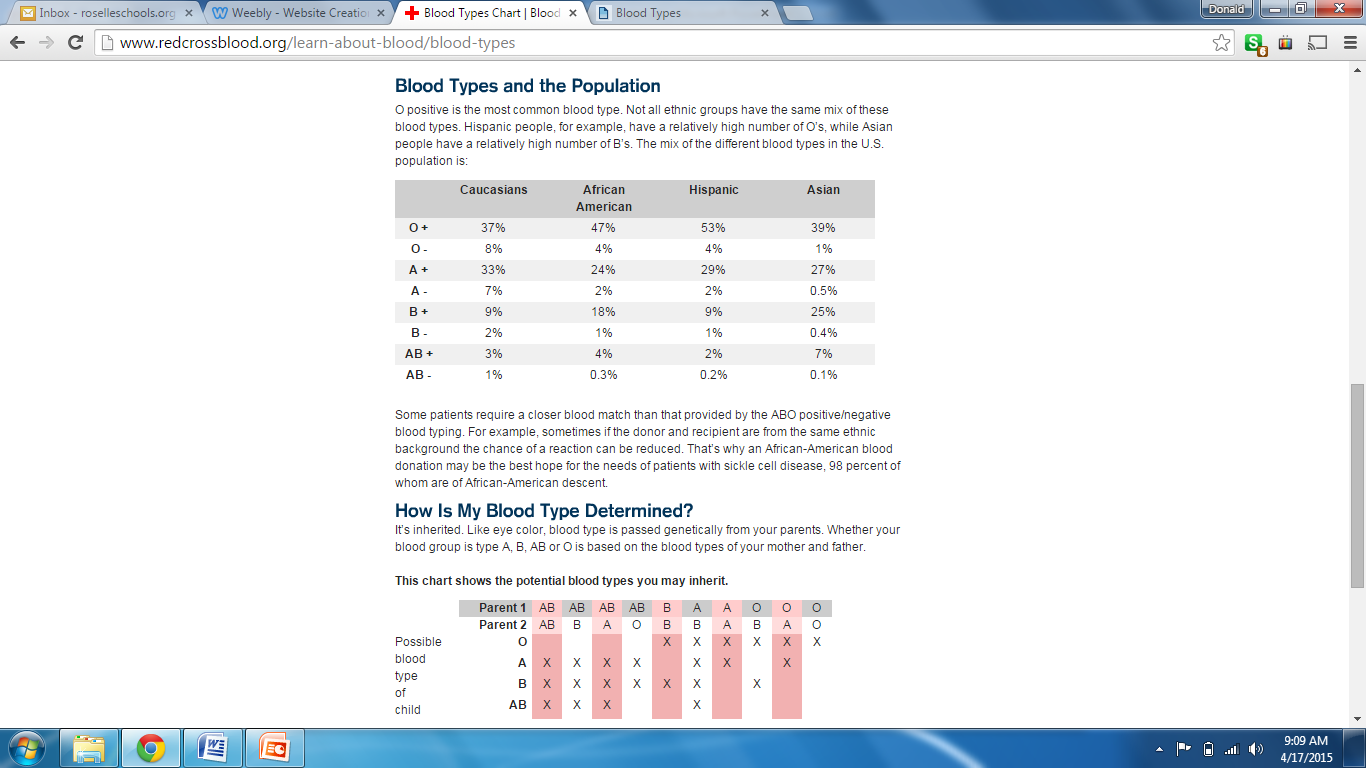 Inbox - roselleschools.org
Weebly - Website Creation
Blood Types Chart | Blood
Blood Types
Donald
www.redcrossblood.org/learn-about-blood/blood-types
S 6
Blood Types and the Population
O positive is the most common blood type. Not all ethnic groups have the same mix of these
blood types. Hispanic people, for example, have a relatively high number of O's, while Asian
people have a relatively high number of B's. The mix of the different blood types in the U.S.
population is:
Caucasians African American Hispanic Asian
O + 37% 47% 53% 39%
O - 8% 4% 4% 1%
A + 33% 24% 29% 27%
A - 7% 2% 2% 0.5%
B + 9% 18% 9% 25%
B - 2% 1% 1% 0.4%
AB + 3% 4% 2% 7%
AB - 1% 0.3% 0.2% 0.1%
Some patients require a closer blood match than that provided by the ABO positive/negative
blood typing. For example, sometimes if the donor and recipient are from the same ethnic
background the chance of a reaction can be reduced. That's why an African-American blood
donation may be the best hope for the needs of patients with sickle cell disease, 98 percent of
whom are of African-American descent.
How Is My Blood Type Determined?
It's inherited. Like eye color, blood type is passed genetically from your parents. Whether your
blood group is type A, B, AB or O is based on the blood types of your mother and father.
This chart shows the potential blood types you may inherit.
Parent 1 AB AB AB AB B A A O O O
Parent 2 AB B A O B B A B A O
Possible O X X X X X X
blood A X X X X X X X
type
of B X X X X X X X
child AB X X X X
9:09 AM
4/17/2015